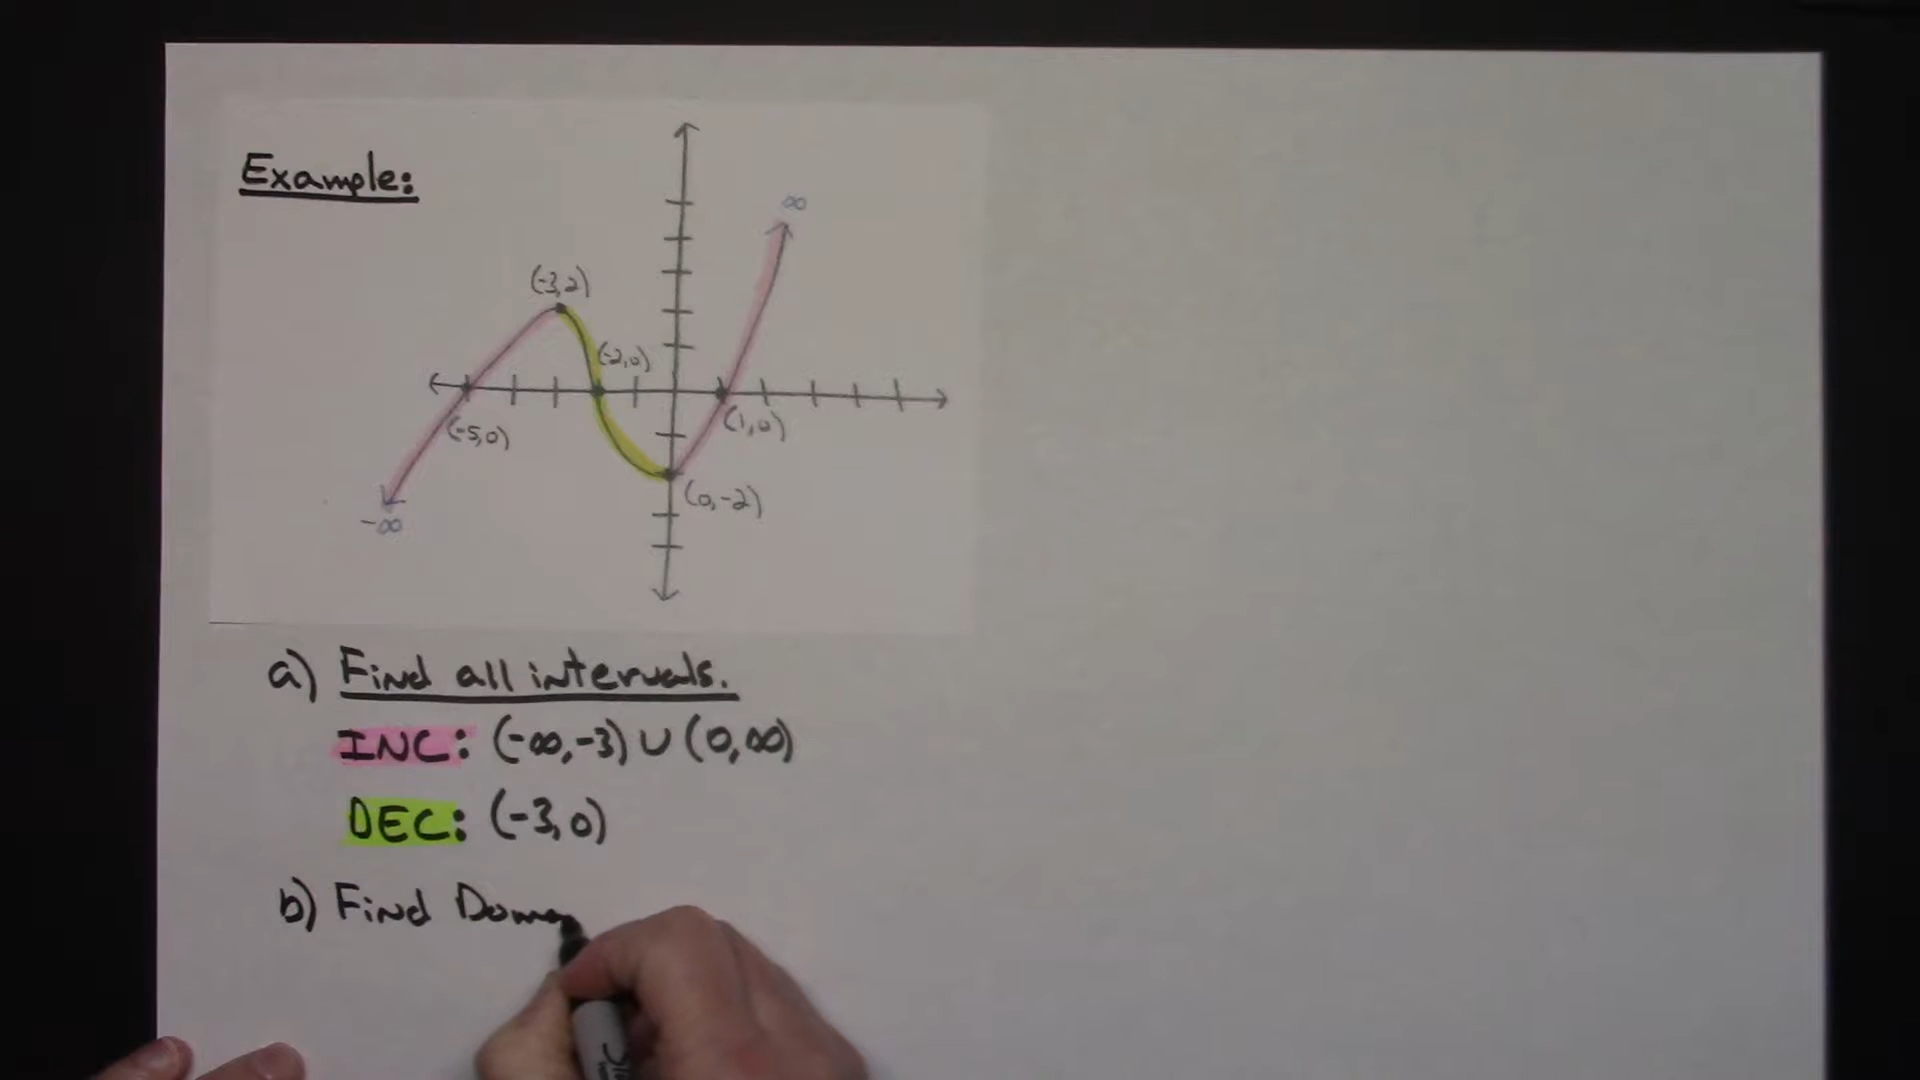 Example:
∞
(-3,2)
(-2,0)
(-5,0)
(1,0)
(0,-2)
-∞
a) Find all intervals.
INC: (-∞,-3) ∪ (0,∞)
DEC: (-3,0)
b) Find